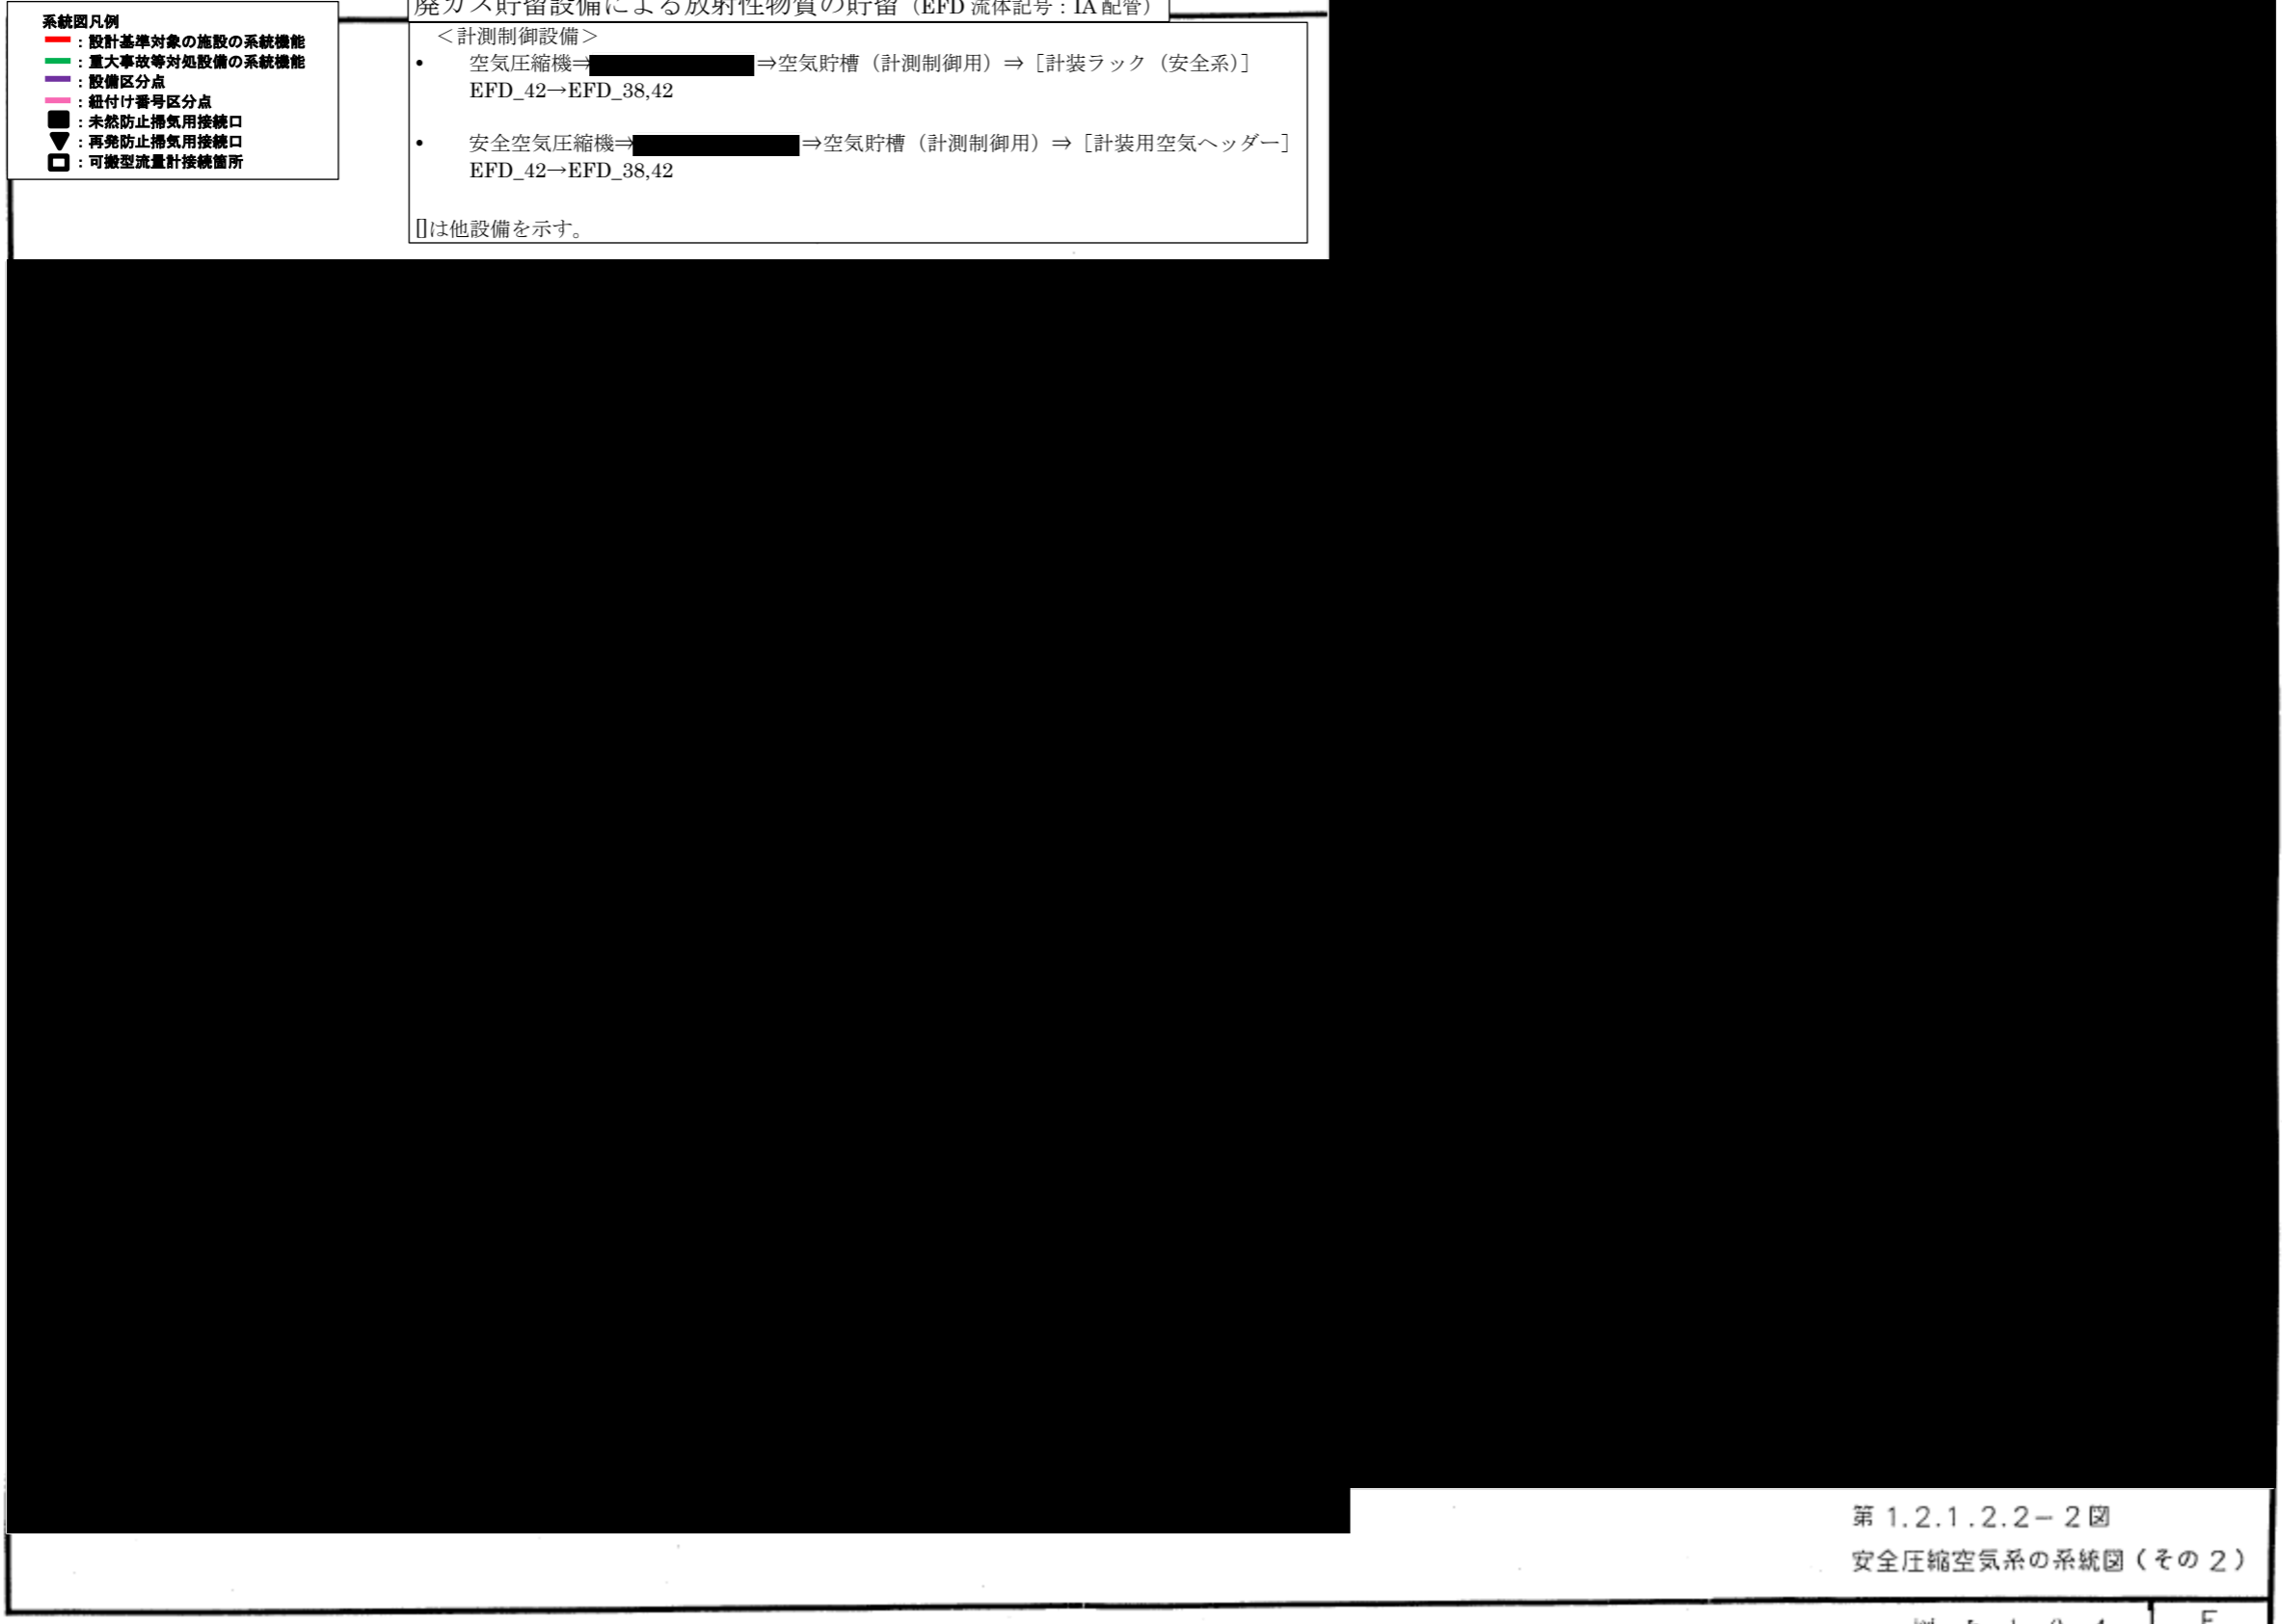 系統図凡例
：設計基準対象の施設の系統機能
：重大事故等対処設備の系統機能
：設備区分点
：紐付け番号区分点
：未然防止掃気用接続口
：再発防止掃気用接続口
：可搬型流量計接続箇所
廃ガス貯留設備による放射性物質の貯留（EFD 流体記号：IA 配管）
＜計測制御設備＞
• 空気圧縮機⇒ ⇒空気貯槽（計測制御用）⇒［計装ラック（安全系）］
EFD_42→EFD_38,42
• 安全空気圧縮機⇒ ⇒空気貯槽（計測制御用）⇒［計装用空気ヘッダー］
EFD_42→EFD_38,42
[]は他設備を示す。
第 1.2.1.2.2－2図
安全圧縮空気系の系統図（その２）